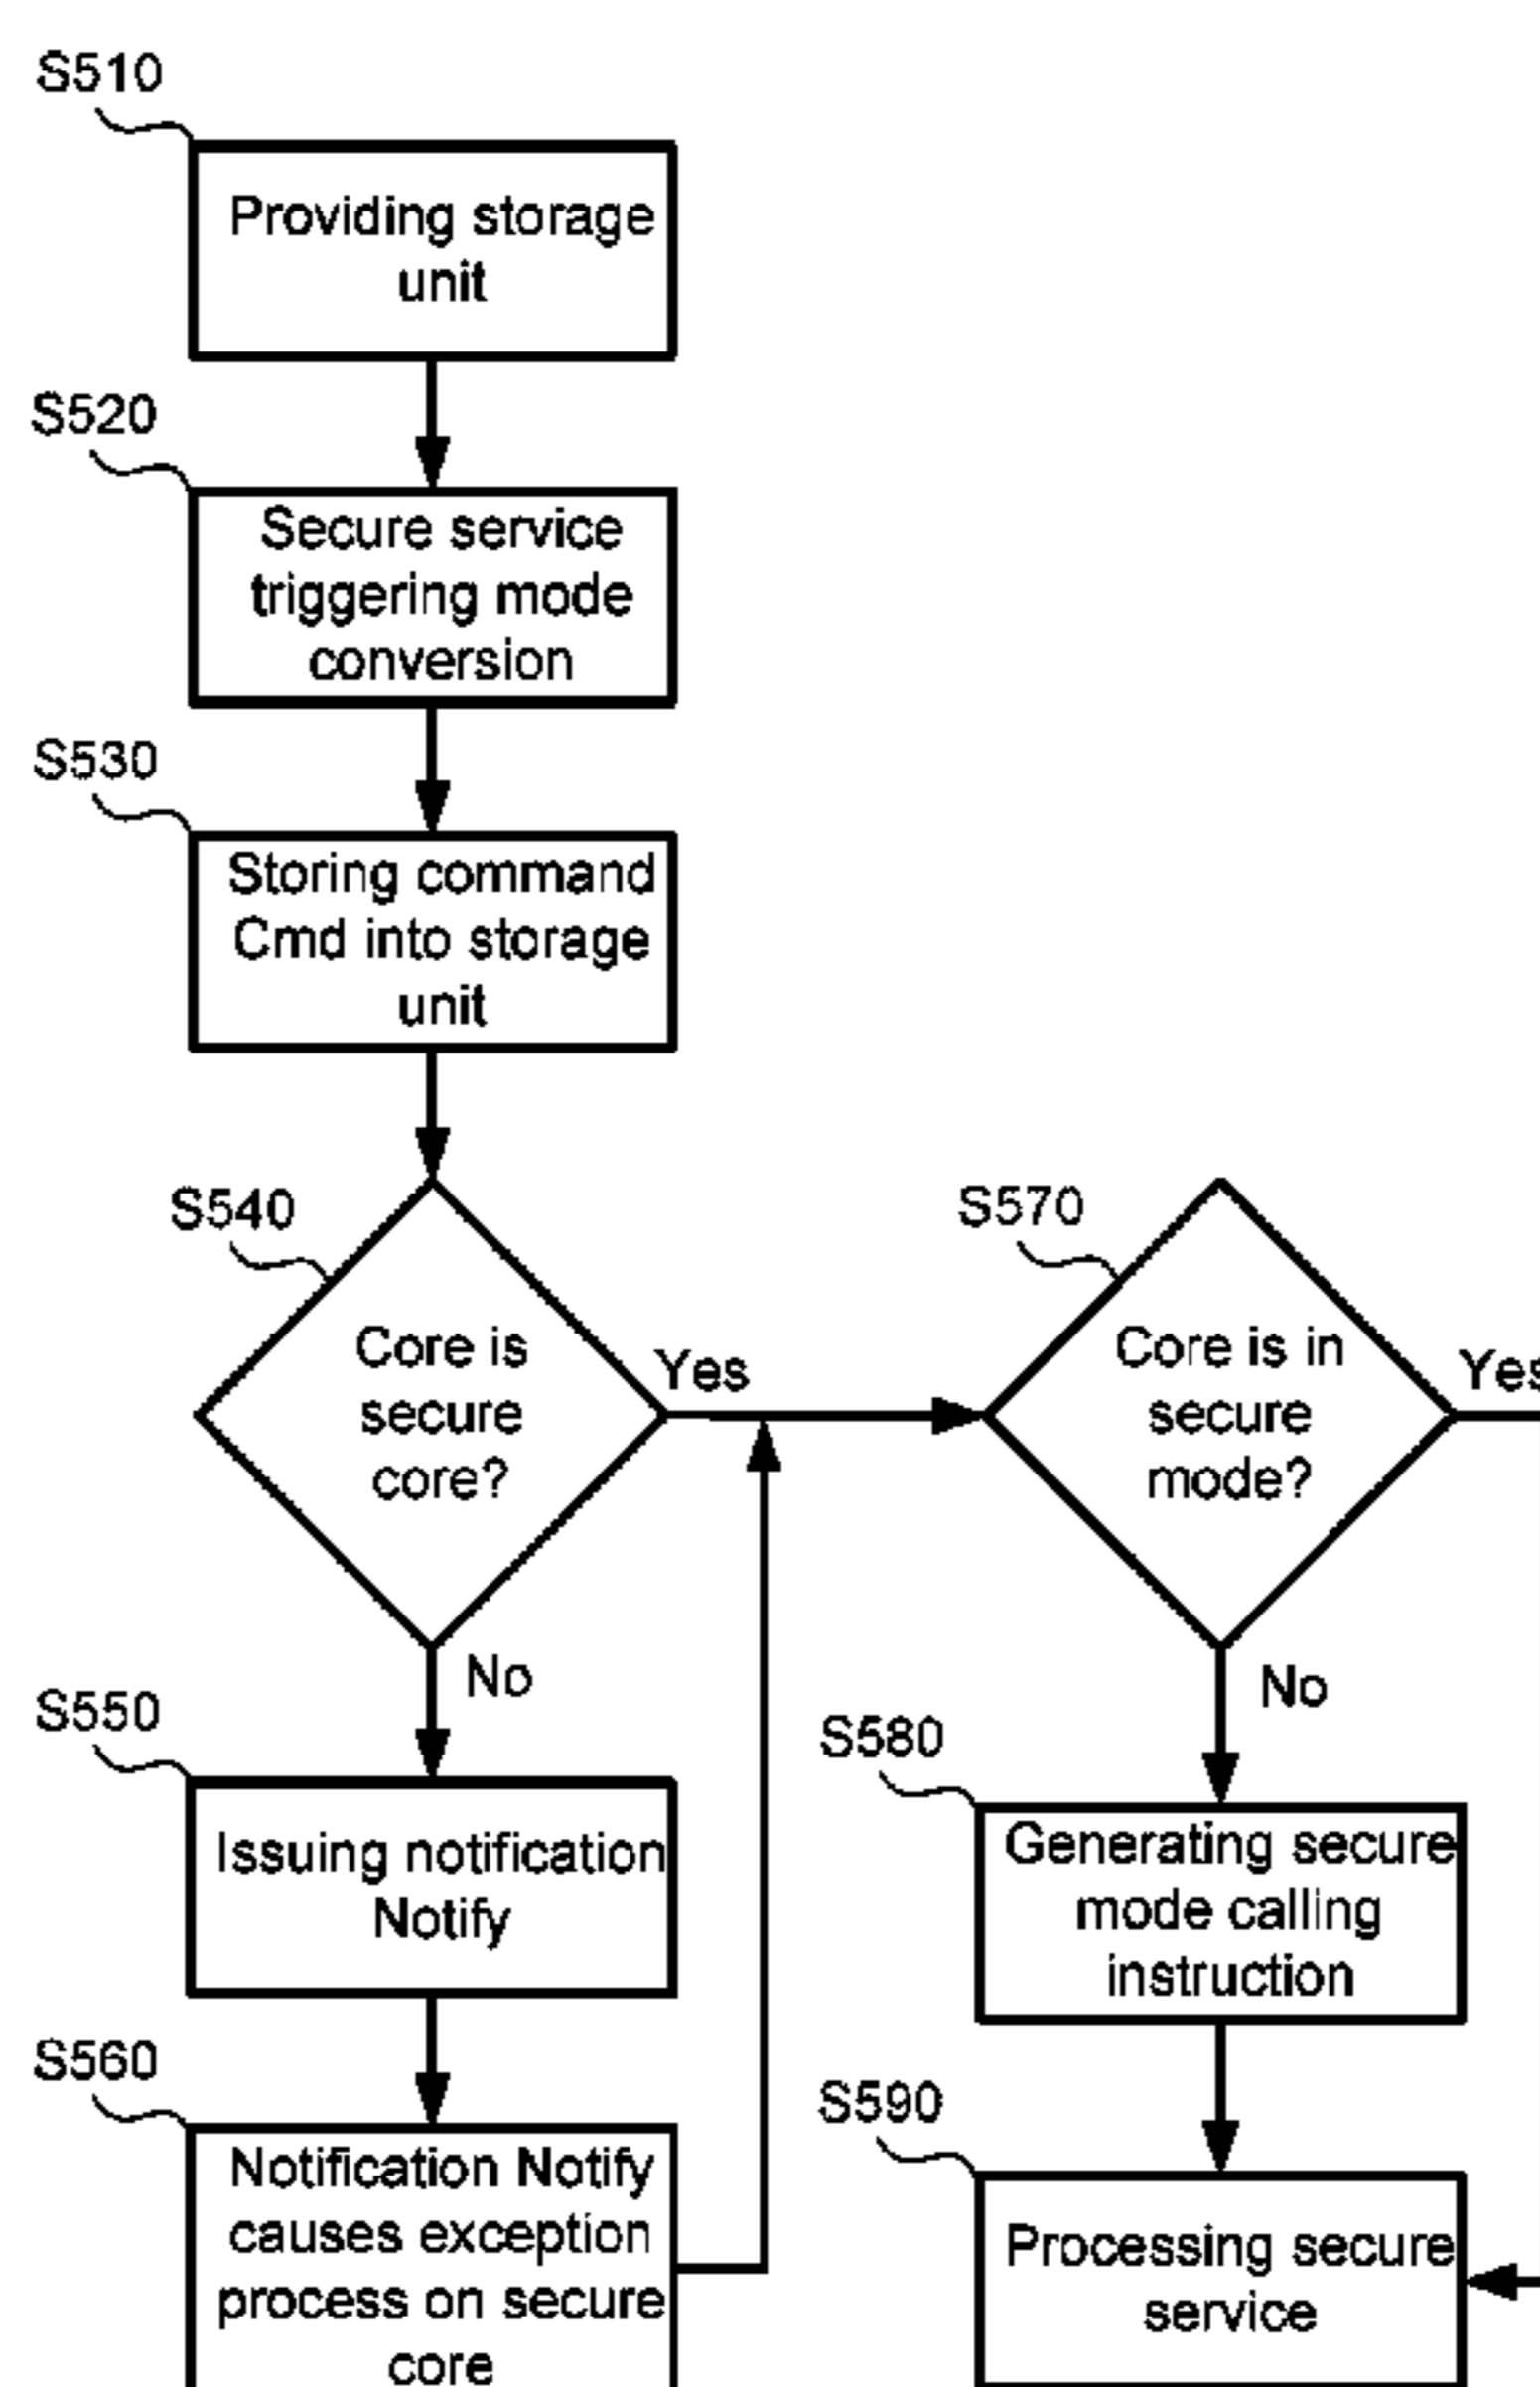 S510
Providing storage
unit
S520
Secure service
triggering mode
conversion
S530
Storing command
Cmd into storage
unit
S540
Core is
secure
core?
Yes
No
S550
Issuing notification
Notify
S560
Notification Notify
causes exception
process on secure
core
S570
Core is in
secure
mode?
Yes
No
S580
Generating secure
mode calling
instruction
S590
Processing secure
service